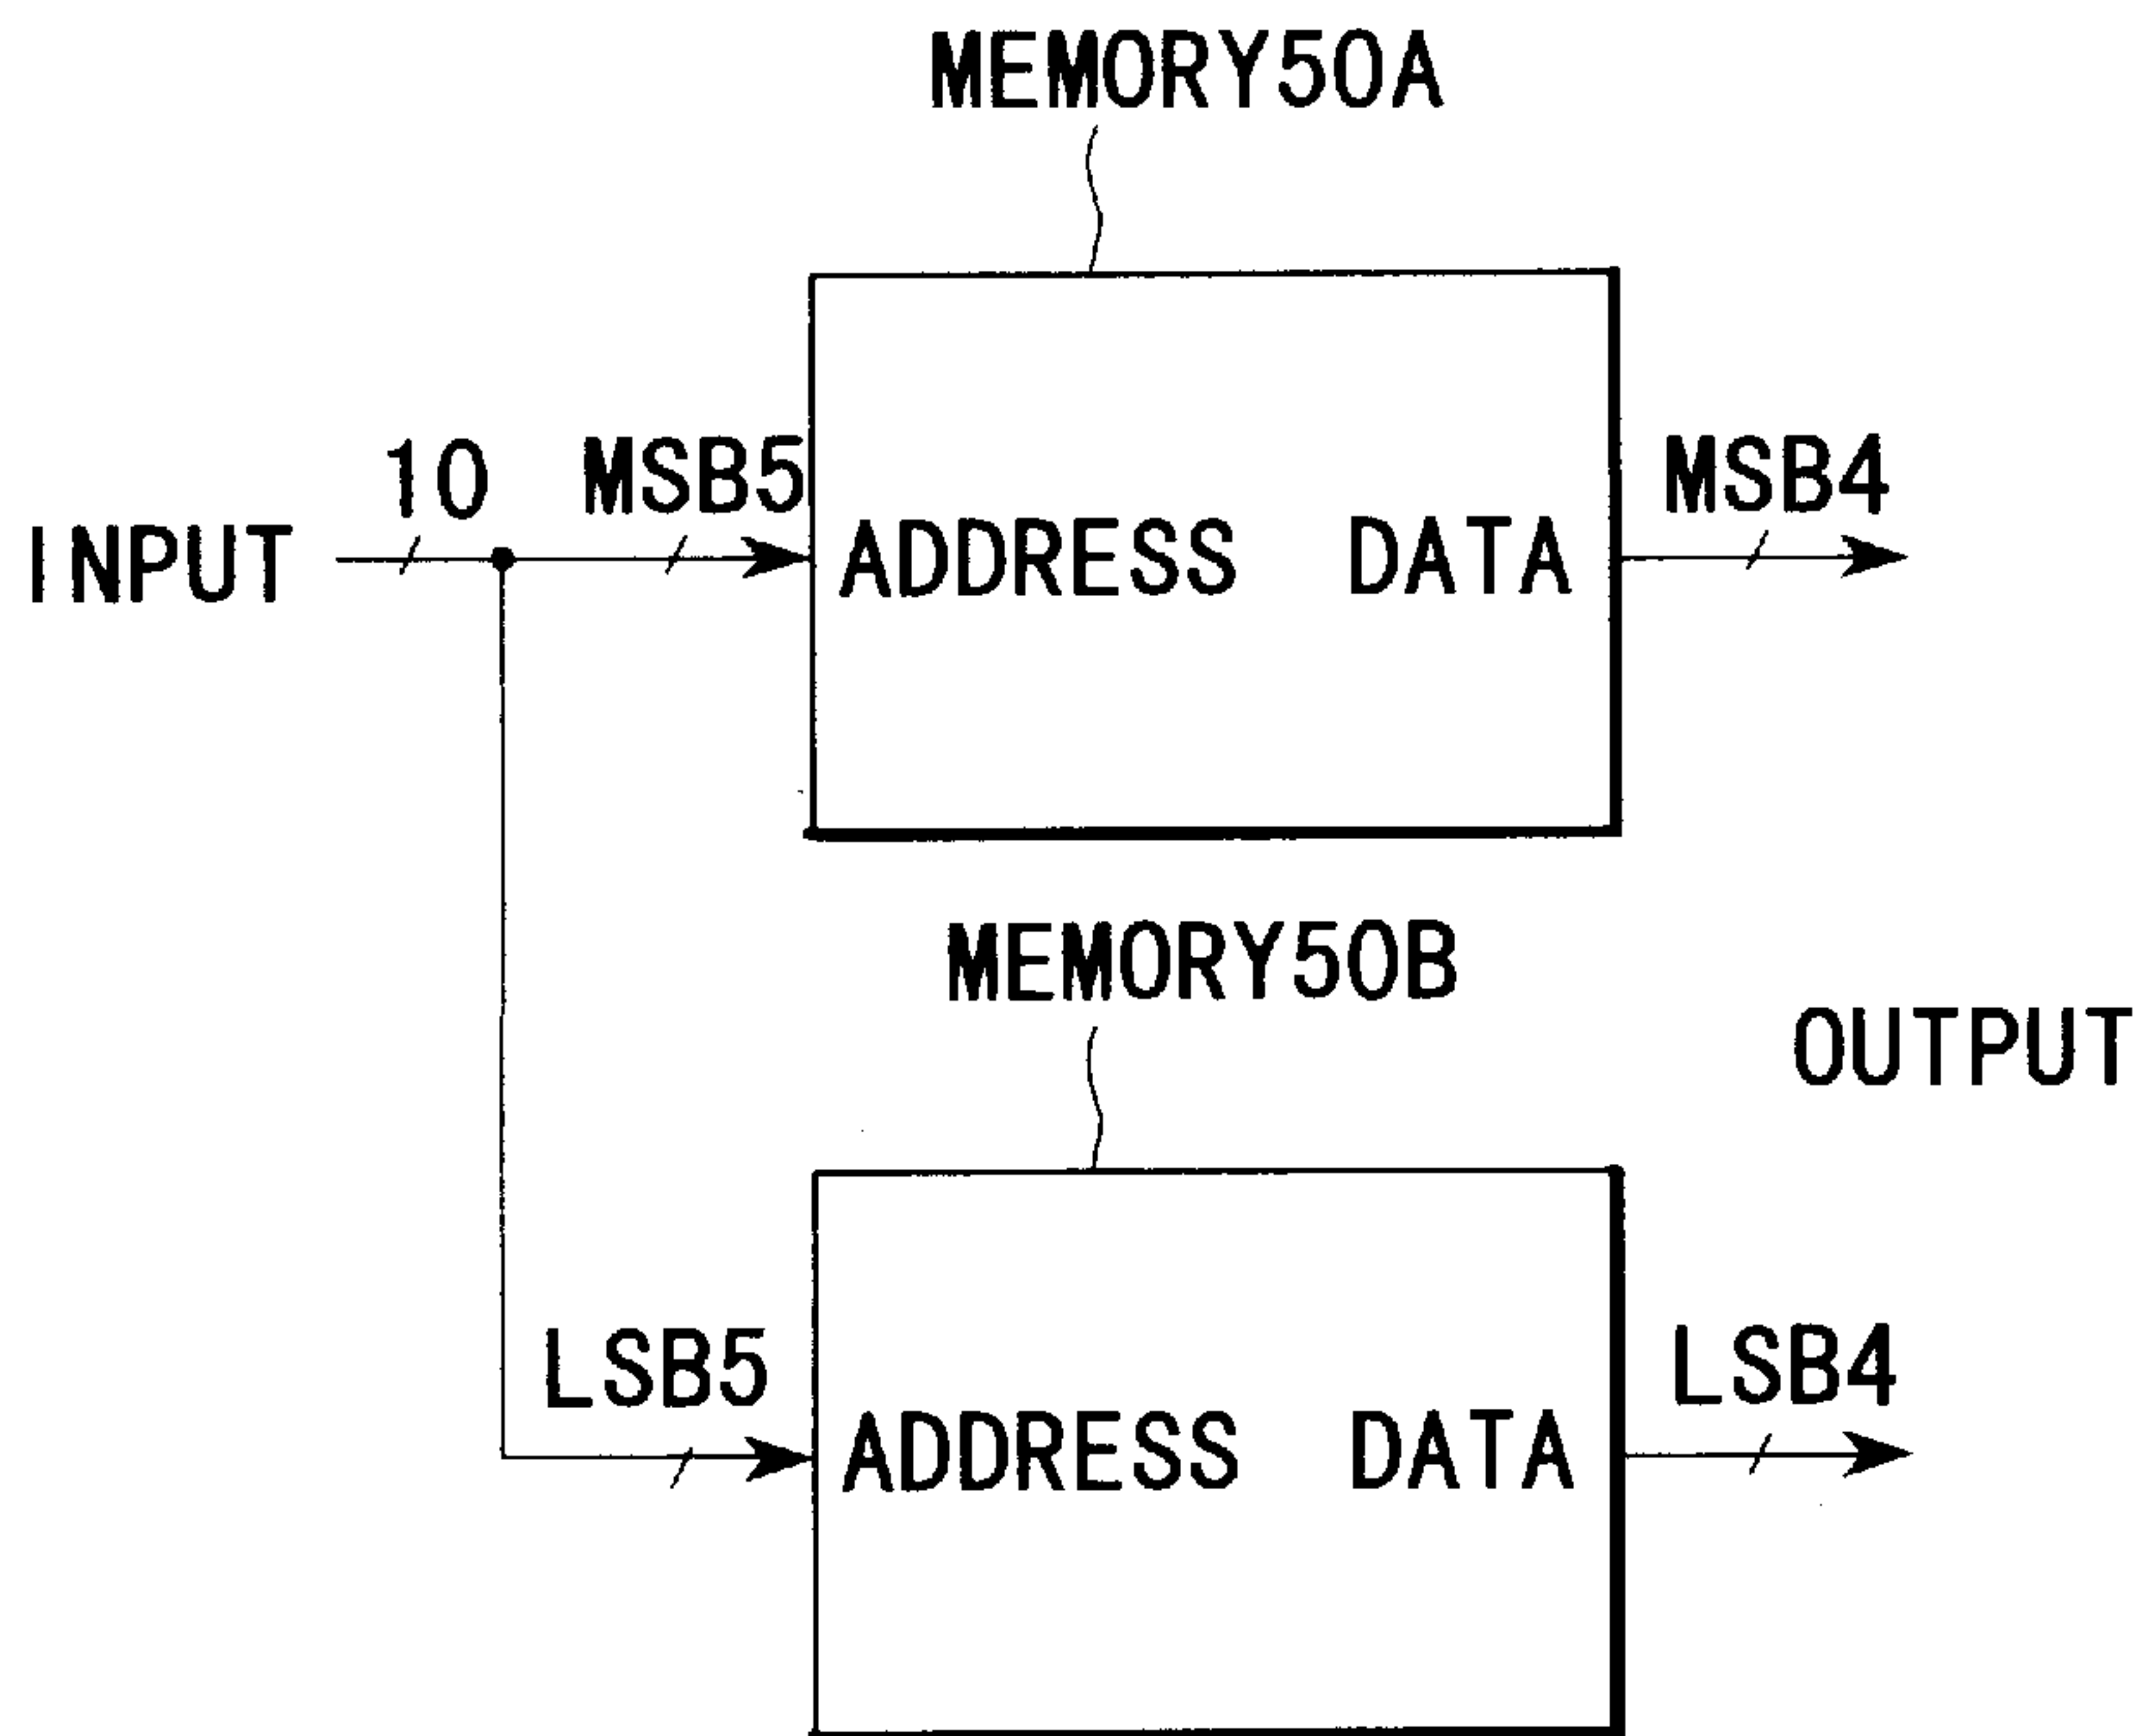 MEMORY50A
10 MSB5 MSB4
INPUT ADDRESS DATA
MEMORY50B
OUTPUT
LSB5 LSB4
ADDRESS DATA